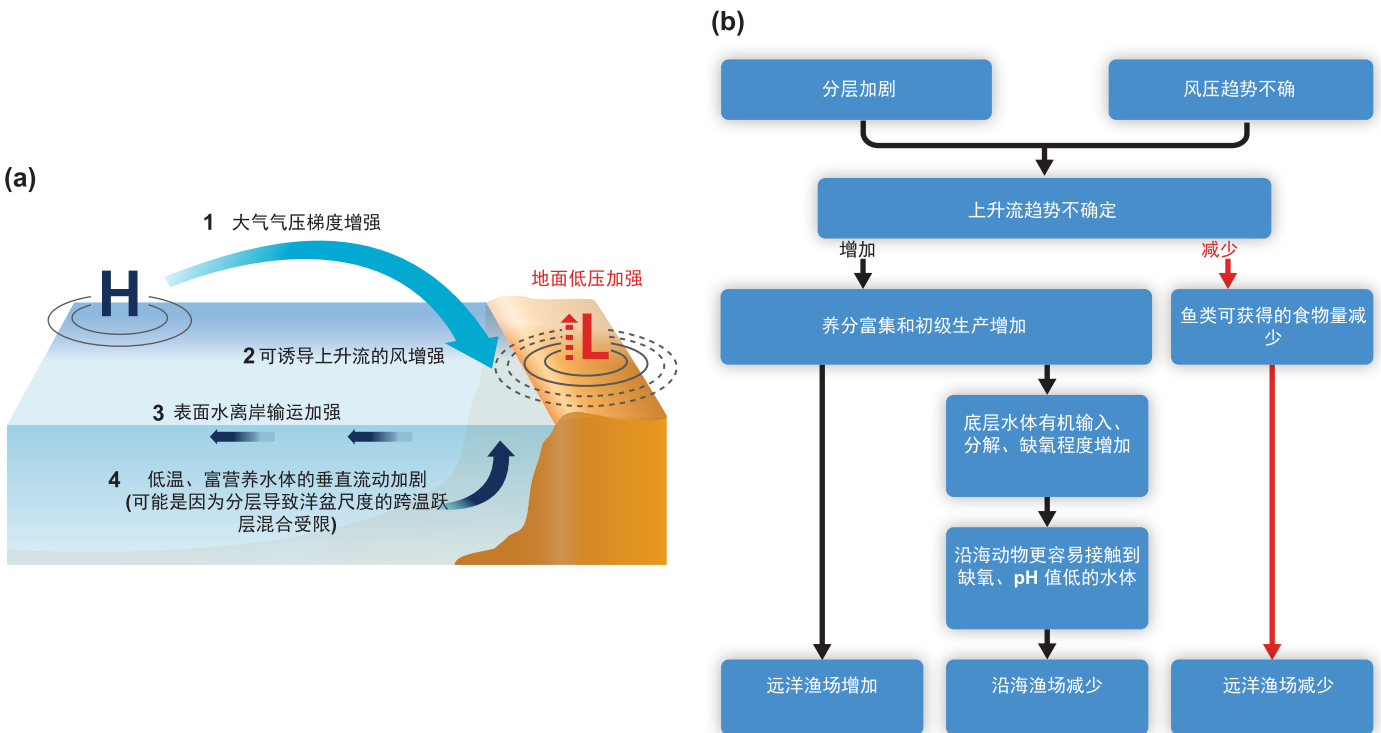 (a)
1 大气气压梯度增强
H
地面低压加强
L
2 可诱导上升流的风增强
3 表面水离岸输运加强
4 低温、富营养水体的垂直流动加剧
(可能是因为分层导致洋盆尺度的跨温跃
层混合受限)
(b)
分层加剧
风压趋势不确
上升流趋势不确定
增加
减少
养分富集和初级生产增加
鱼类可获得的食物量减
少
底层水体有机输入、
分解、缺氧程度增加
沿海动物更容易接触到
缺氧、pH 值低的水体
远洋渔场增加
沿海渔场减少
远洋渔场减少